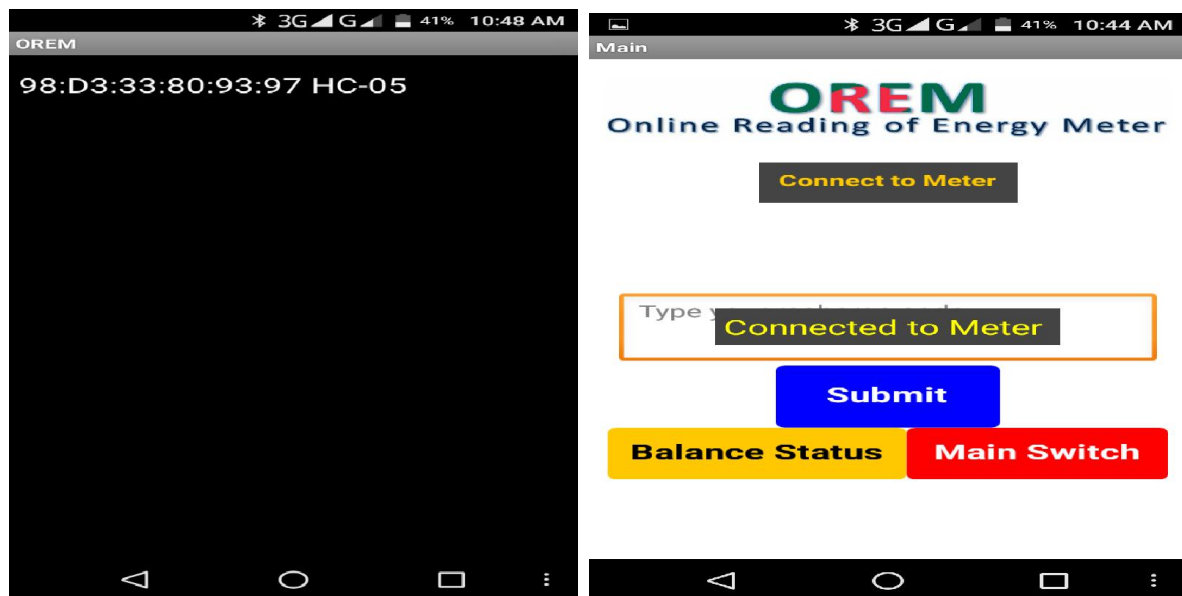 3G G 41% 10:48 AM
OREM
98:D3:33:80:93:97 HC-05
3G G 41% 10:44 AM
Main
OREM
Online Reading of Energy Meter
Connect to Meter
Type
Connected to Meter
Submit
Balance Status Main Switch